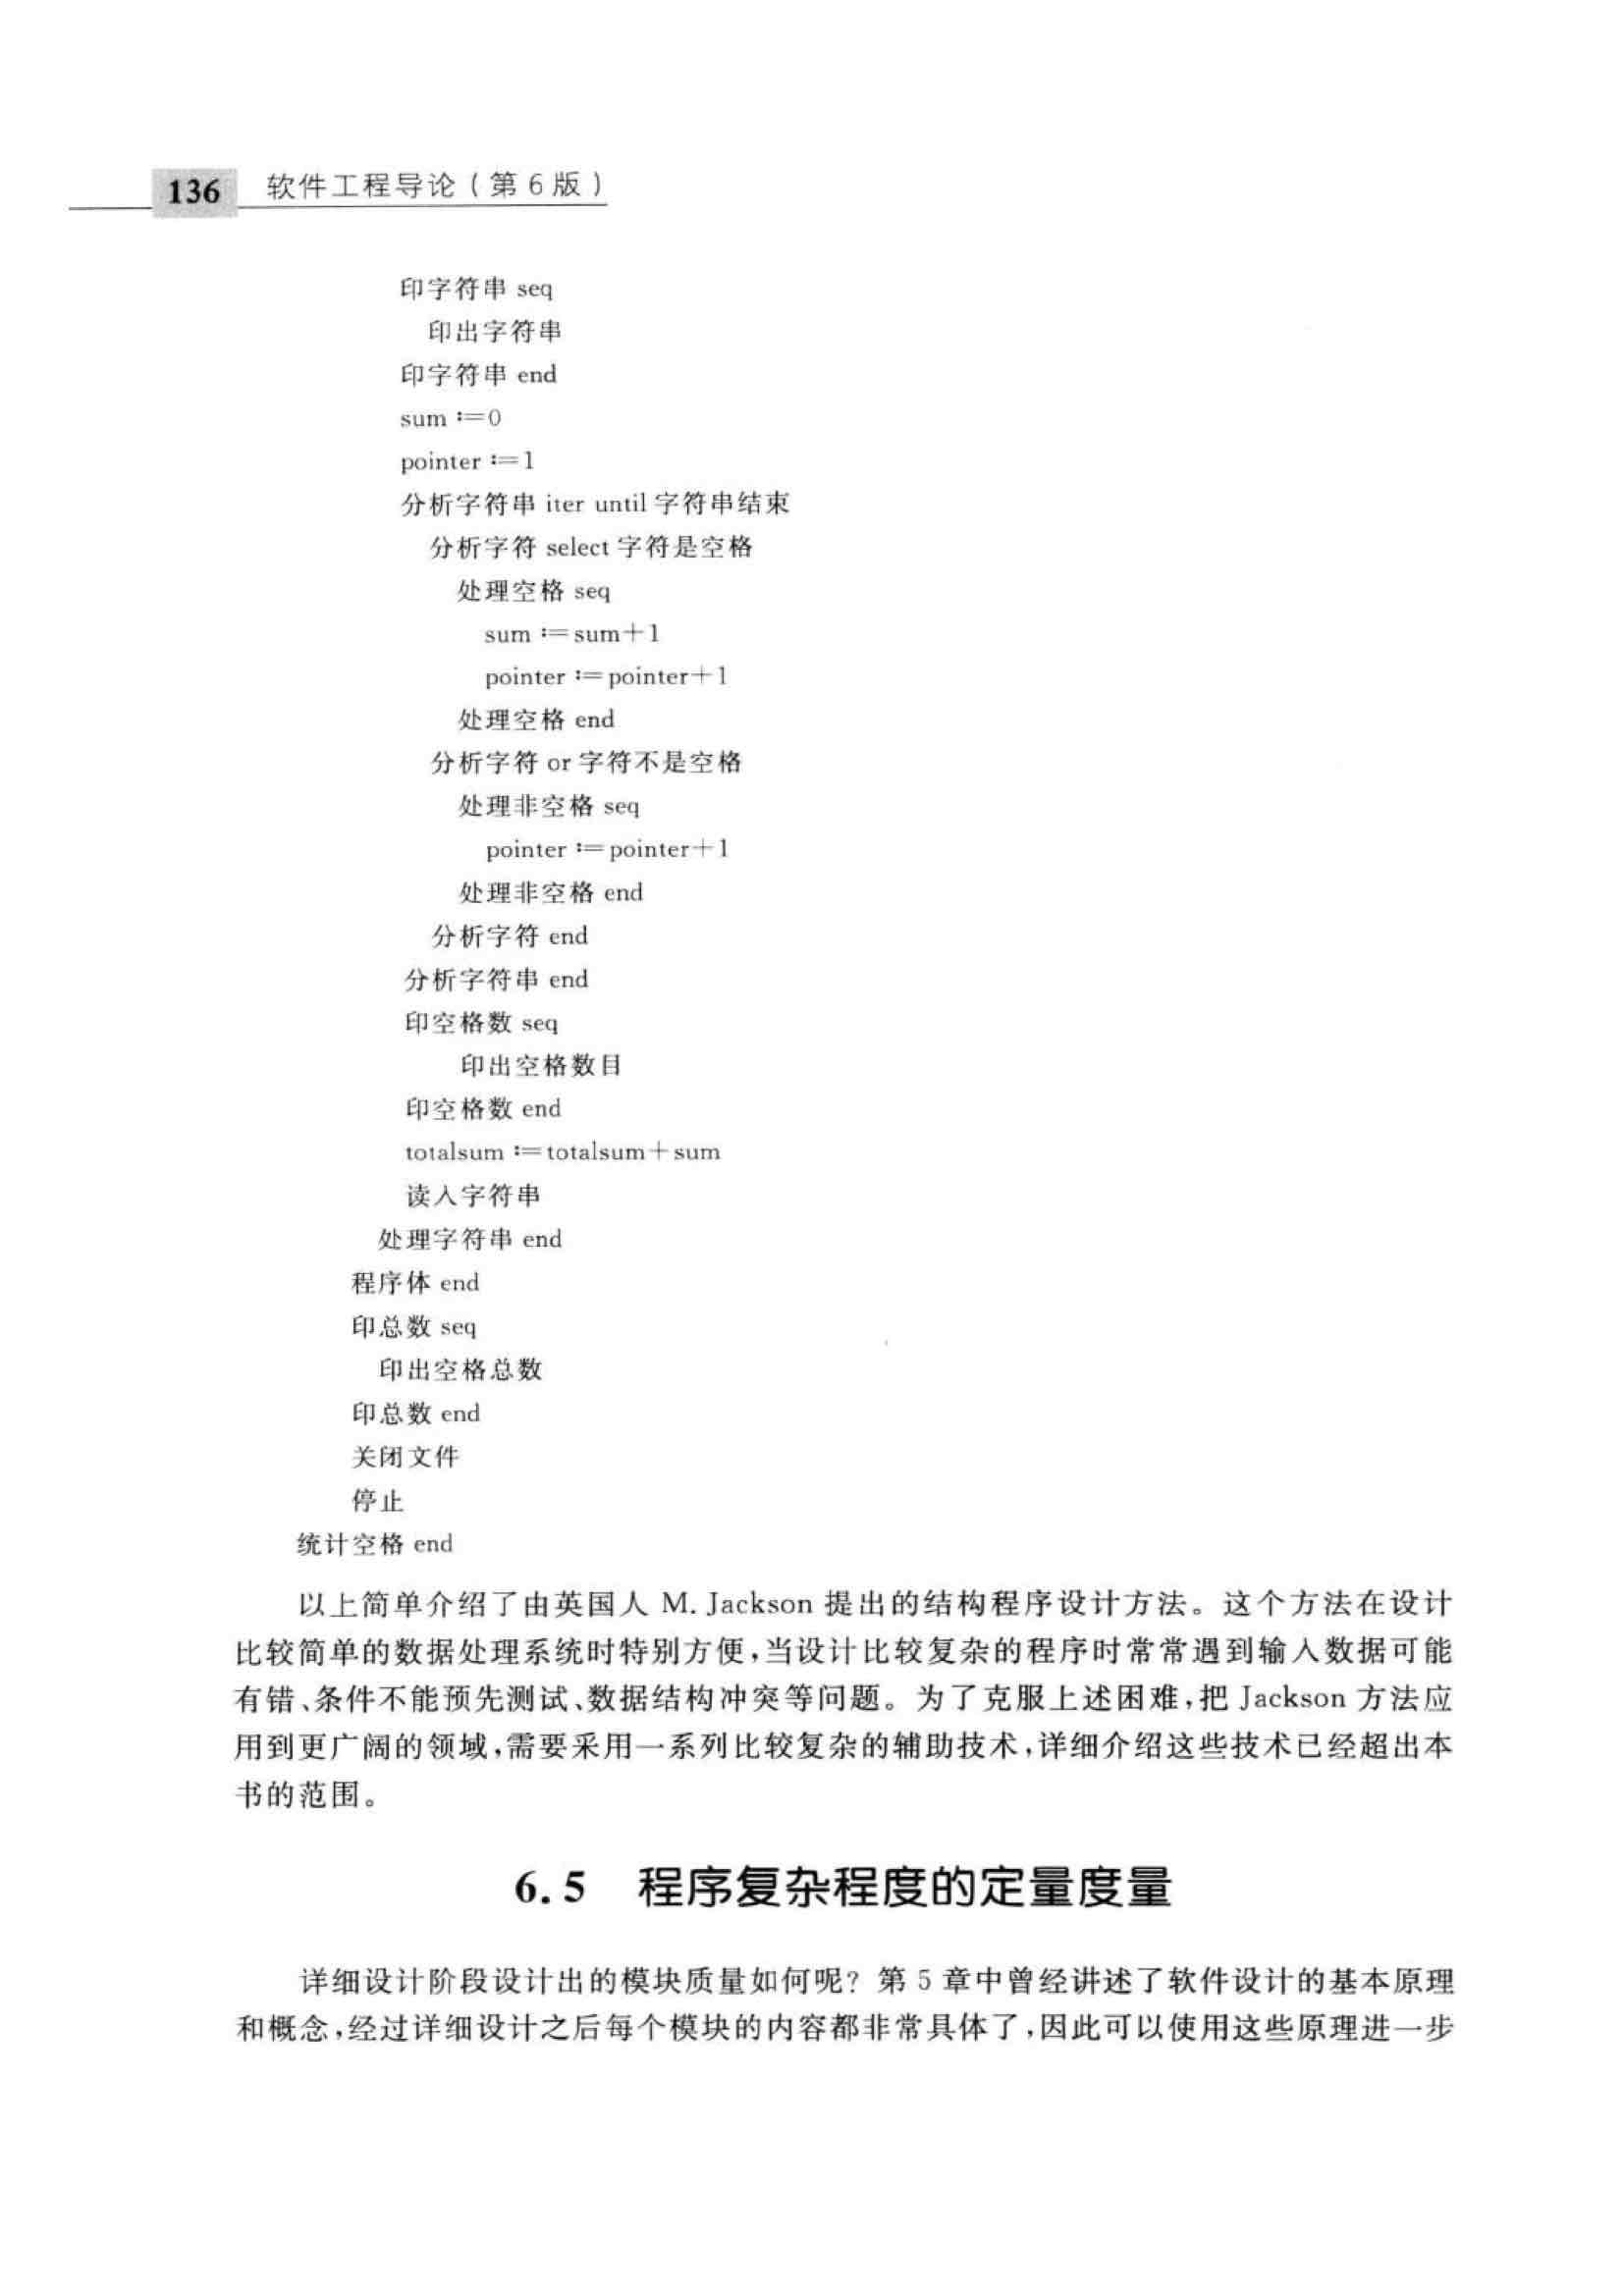 136 软件工程导论（第6版）
印字符串 seq
印出字符串
印字符串 end
sum :=0
pointer :=1
分析字符串 iter until 字符串结束
分析字符 select 字符是空格
处理空格 seq
sum :=sum+1
pointer :=pointer+1
处理空格 end
分析字符 or 字符不是空格
处理非空格 seq
pointer :=pointer+1
处理非空格 end
分析字符 end
分析字符串 end
印空格数 seq
印出空格数目
印空格数 end
totalsum :=totalsum+sum
读入字符串
处理字符串 end
程序体 end
印总数 seq
印出空格总数
印总数 end
关闭文件
停止
统计空格 end
以上简单介绍了由英国人 M. Jackson 提出的结构程序设计方法。这个方法在设计
比较简单的数据处理系统时特别方便,当设计比较复杂的程序时常常遇到输入数据可能
有错、条件不能预先测试、数据结构冲突等问题。为了克服上述困难,把 Jackson 方法应
用到更广阔的领域,需要采用一系列比较复杂的辅助技术,详细介绍这些技术已经超出本
书的范围。
6.5 程序复杂程度的定量度量
详细设计阶段设计出的模块质量如何呢? 第 5 章中曾经讲述了软件设计的基本原理
和概念,经过详细设计之后每个模块的内容都非常具体了,因此可以使用这些原理进一步